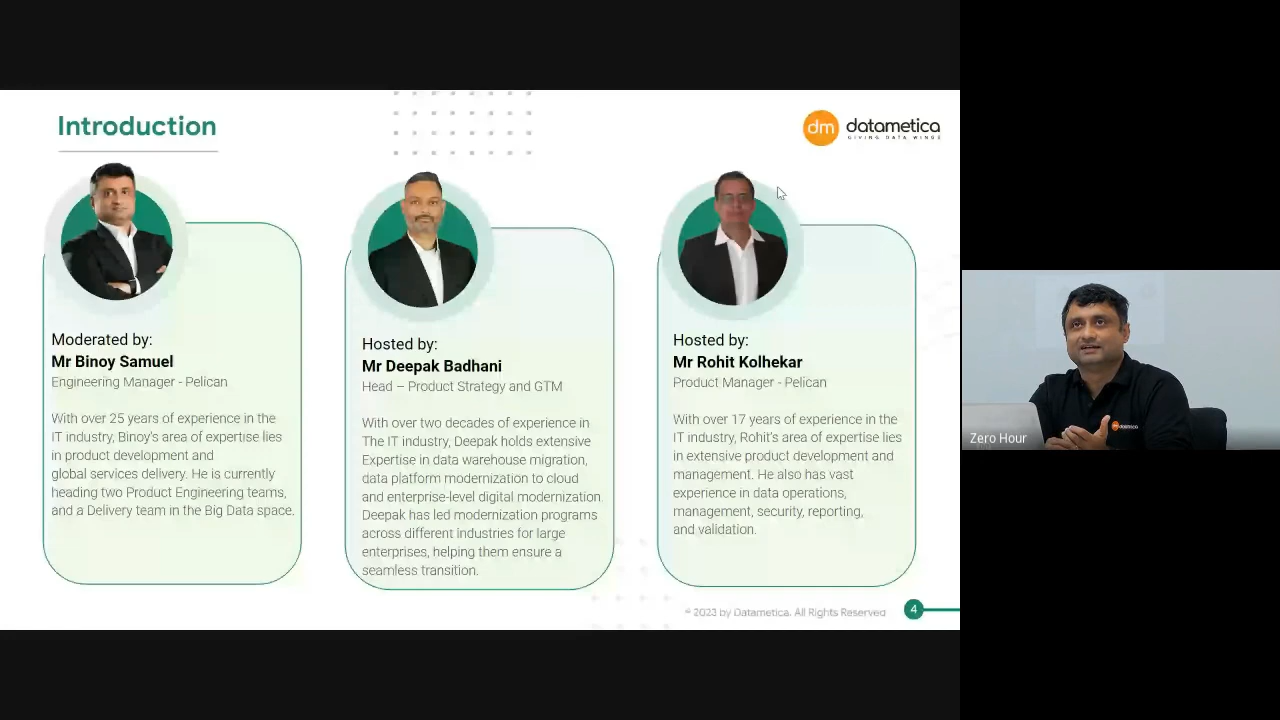 Introduction
dm datametica
GIVING DATA WINGS
Moderated by:
Mr Binoy Samuel
Engineering Manager - Pelican
With over 25 years of experience in the
IT industry, Binoy's area of expertise lies
in product development and
global services delivery. He is currently
heading two Product Engineering teams,
and a Delivery team in the Big Data space.
Hosted by:
Mr Deepak Badhani
Head – Product Strategy and GTM
With over two decades of experience in
The IT industry, Deepak holds extensive
Expertise in data warehouse migration,
data platform modernization to cloud
and enterprise-level digital modernization.
Deepak has led modernization programs
across different industries for large
enterprises, helping them ensure a
seamless transition.
Hosted by:
Mr Rohit Kolhekar
Product Manager - Pelican
With over 17 years of experience in the
IT industry, Rohit's area of expertise lies
in extensive product development and
management. He also has vast
experience in data operations,
management, security, reporting,
and validation.
© 2023 by Datametica. All Rights Reserved
4
datametica
Zero Hour